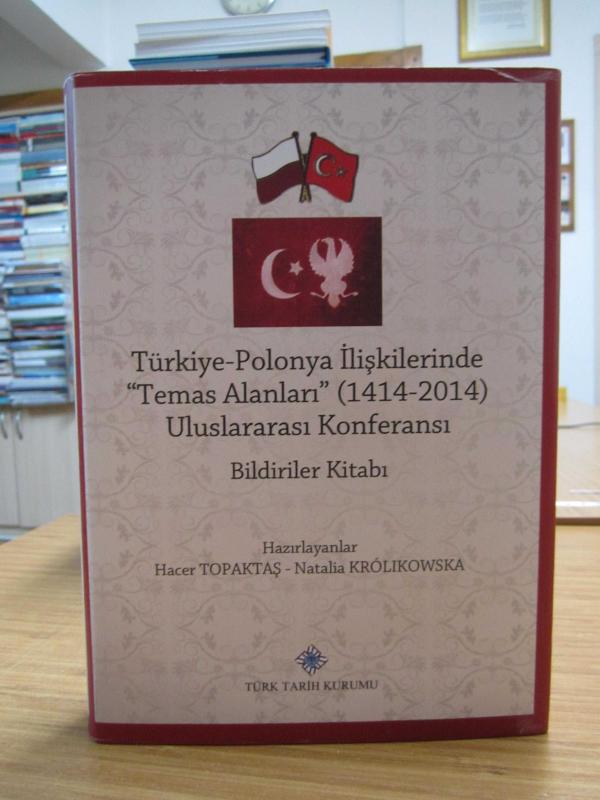 Türkiye-Polonya İlişkilerinde
“Temas Alanları” (1414-2014)
Uluslararası Konferansı
Bildiriler Kitabı
Hazırlayanlar
Hacer TOPAKTAŞ - Natalia KRÓLIKOWSKA
TÜRK TARİH KURUMU